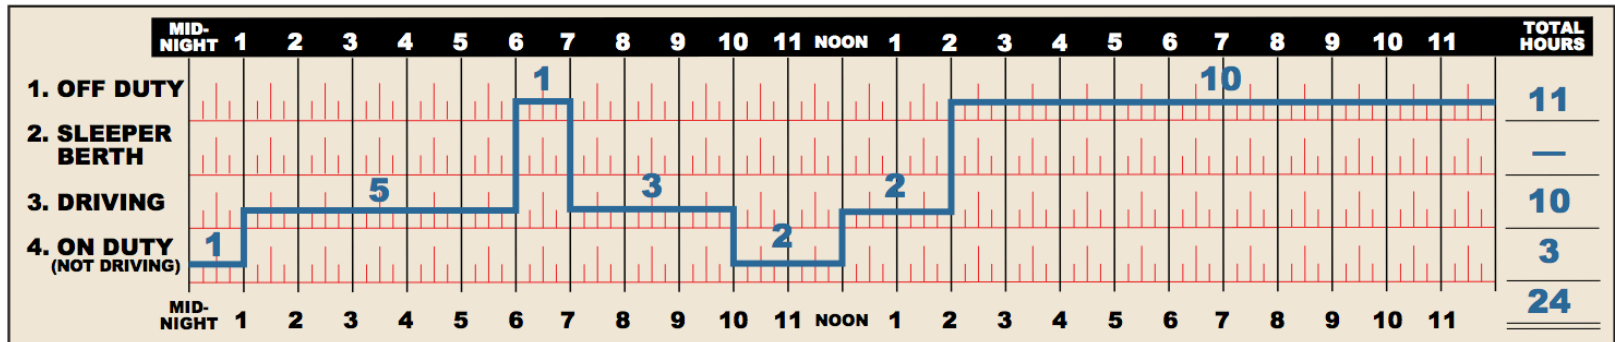 MID-NIGHT 1 2 3 4 5 6 7 8 9 10 11 NOON 1 2 3 4 5 6 7 8 9 10 11 TOTAL HOURS
1. OFF DUTY 1 10 11
2. SLEEPER BERTH —
3. DRIVING 5 3 2 10
4. ON DUTY (NOT DRIVING) 1 2 3
MID-NIGHT 1 2 3 4 5 6 7 8 9 10 11 NOON 1 2 3 4 5 6 7 8 9 10 11 24